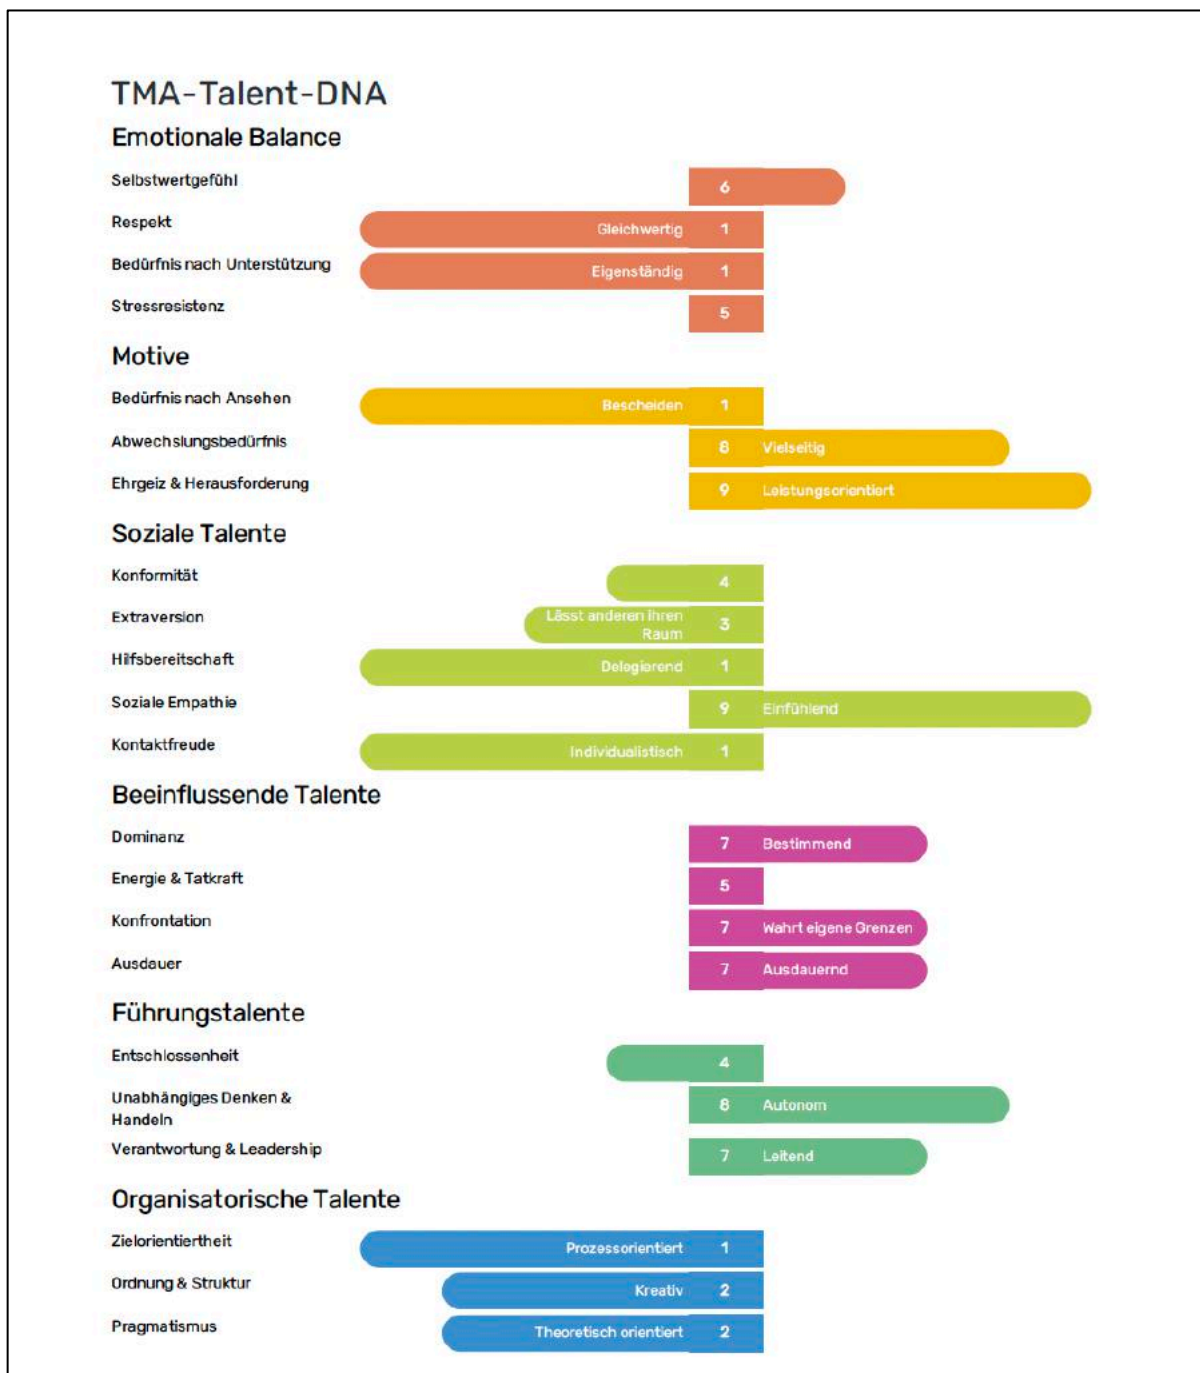 TMA-Talent-DNA
Emotionale Balance
Selbstwertgefühl 6
Respekt Gleichwertig 1
Bedürfnis nach Unterstützung Eigenständig 1
Stressresistenz 5
Motive
Bedürfnis nach Ansehen Bescheiden 1
Abwechslungsbedürfnis 8 Vielseitig
Ehrgeiz & Herausforderung 9 Leistungsorientiert
Soziale Talente
Konformität 4
Extraversion Lässt anderen ihren Raum 3
Hilfsbereitschaft Delegierend 1
Soziale Empathie 9 Einfühlend
Kontaktfreude Individualistisch 1
Beeinflussende Talente
Dominanz 7 Bestimmend
Energie & Tatkraft 5
Konfrontation 7 Wahrt eigene Grenzen
Ausdauer 7 Ausdauernd
Führungstalente
Entschlossenheit 4
Unabhängiges Denken &
Handeln 8 Autonom
Verantwortung & Leadership 7 Leitend
Organisatorische Talente
Zielorientiertheit Prozessorientiert 1
Ordnung & Struktur Kreativ 2
Pragmatismus Theoretisch orientiert 2